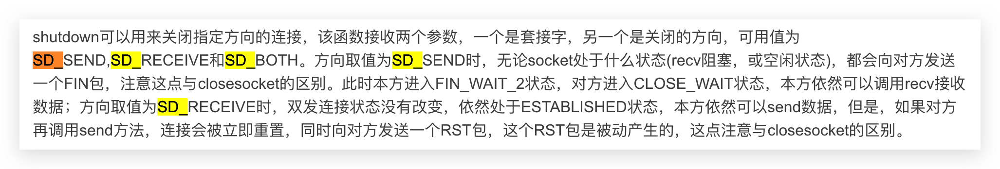 shutdown可以用来关闭指定方向的连接，该函数接收两个参数，一个是套接字，另一个是关闭的方向，可用值为
SD_SEND,SD_RECEIVE和SD_BOTH。方向取值为SD_SEND时，无论socket处于什么状态(recv阻塞，或空闲状态)，都会向对方发送
一个FIN包，注意这点与closesocket的区别。此时本方进入FIN_WAIT_2状态，对方进入CLOSE_WAIT状态，本方依然可以调用recv接收
数据；方向取值为SD_RECEIVE时，双发连接状态没有改变，依然处于ESTABLISHED状态，本方依然可以send数据，但是，如果对方
再调用send方法，连接会被立即重置，同时向对方发送一个RST包，这个RST包是被动产生的，这点注意与closesocket的区别。